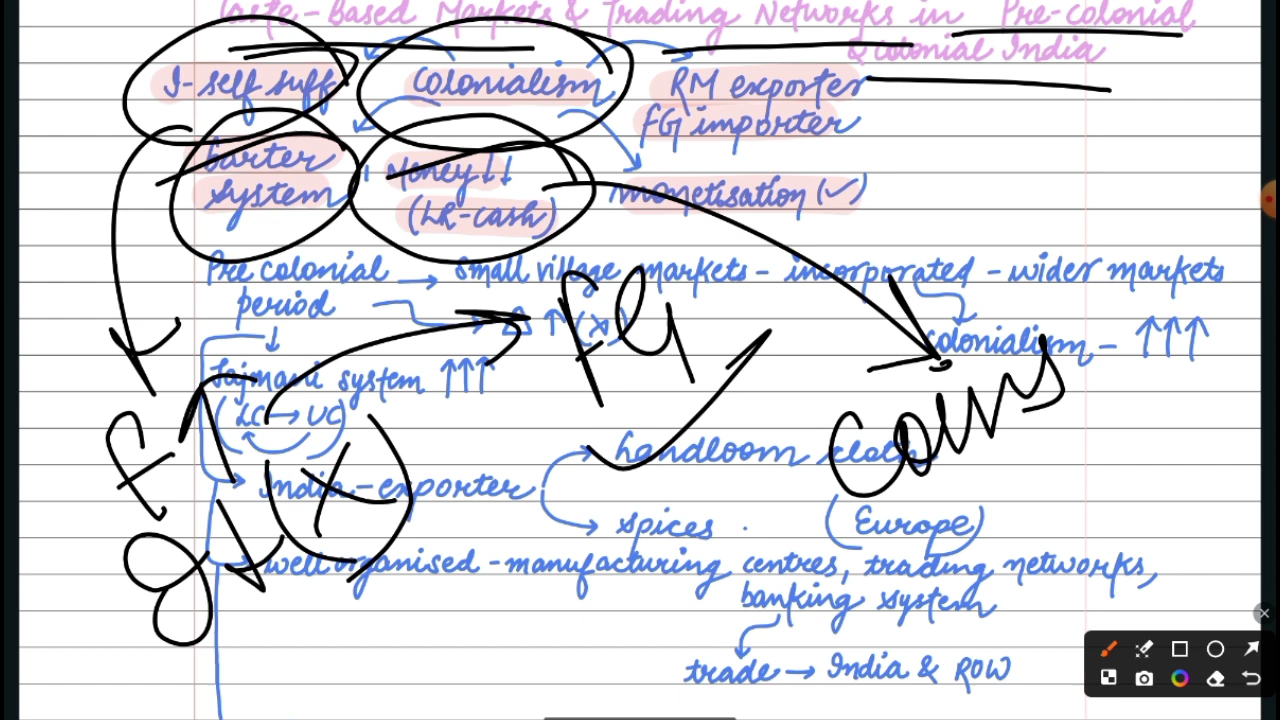 Caste-Based Markets & Trading Networks in Pre-colonial,
& colonial India
I-self suff Colonialism RM exporter
FG importer
barter Money↓↓ monetisation (✓)
system (LR-cash)
Pre colonial → small village markets - incorporated - wider markets
period → Δ ↑ (x) colonialism - ↑↑↑
Jajmani system ↑↑↑
(LC → UC)
FG
coins
→ handloom cloth
India-exporter
(x)
→ spices . (Europe)
well organised - manufacturing centres, trading networks,
banking system
trade → India & ROW